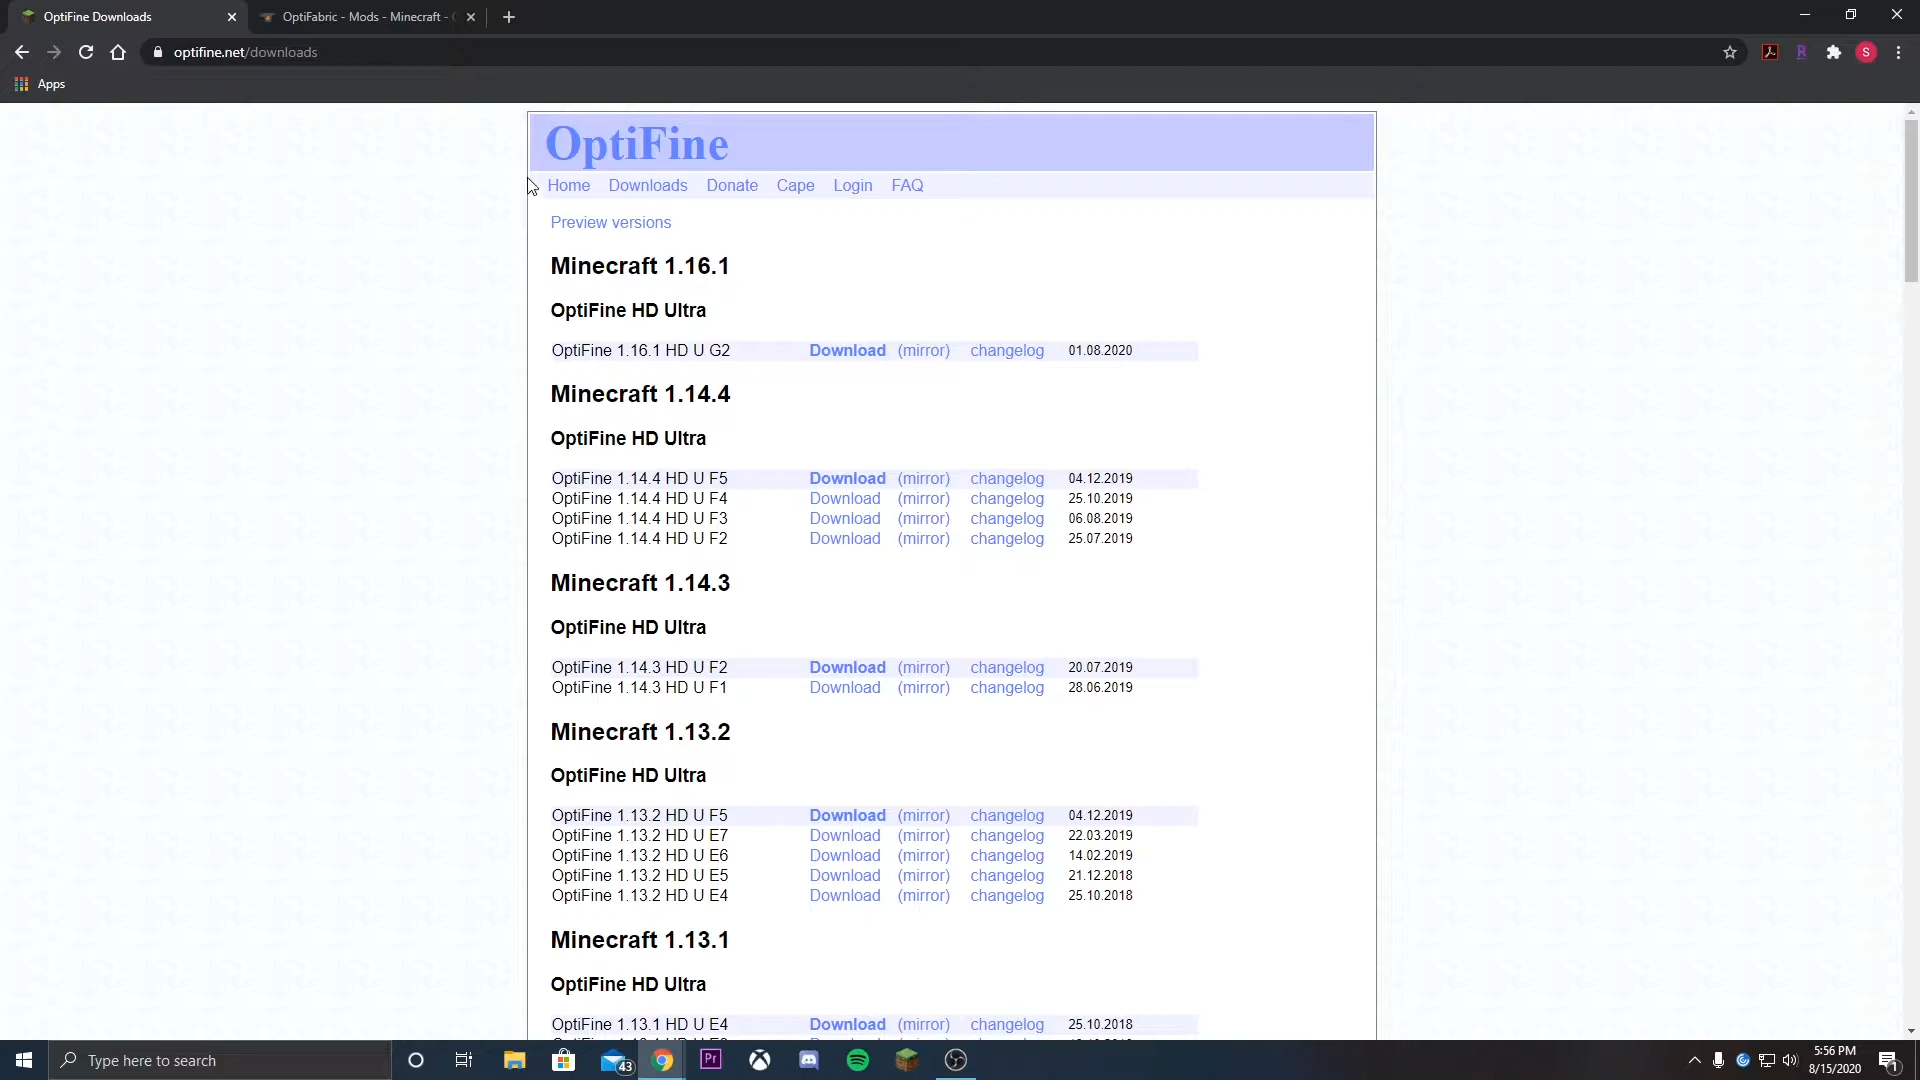 OptiFine Downloads
OptiFabric - Mods - Minecraft -
optifine.net/downloads
S
Apps
OptiFine
Home Downloads Donate Cape Login FAQ
Preview versions
Minecraft 1.16.1
OptiFine HD Ultra
OptiFine 1.16.1 HD U G2 Download (mirror) changelog 01.08.2020
Minecraft 1.14.4
OptiFine HD Ultra
OptiFine 1.14.4 HD U F5 Download (mirror) changelog 04.12.2019
OptiFine 1.14.4 HD U F4 Download (mirror) changelog 25.10.2019
OptiFine 1.14.4 HD U F3 Download (mirror) changelog 06.08.2019
OptiFine 1.14.4 HD U F2 Download (mirror) changelog 25.07.2019
Minecraft 1.14.3
OptiFine HD Ultra
OptiFine 1.14.3 HD U F2 Download (mirror) changelog 20.07.2019
OptiFine 1.14.3 HD U F1 Download (mirror) changelog 28.06.2019
Minecraft 1.13.2
OptiFine HD Ultra
OptiFine 1.13.2 HD U F5 Download (mirror) changelog 04.12.2019
OptiFine 1.13.2 HD U E7 Download (mirror) changelog 22.03.2019
OptiFine 1.13.2 HD U E6 Download (mirror) changelog 14.02.2019
OptiFine 1.13.2 HD U E5 Download (mirror) changelog 21.12.2018
OptiFine 1.13.2 HD U E4 Download (mirror) changelog 25.10.2018
Minecraft 1.13.1
OptiFine HD Ultra
OptiFine 1.13.1 HD U E4 Download (mirror) changelog 25.10.2018
Type here to search
43
Pr
5:56 PM
8/15/2020
1